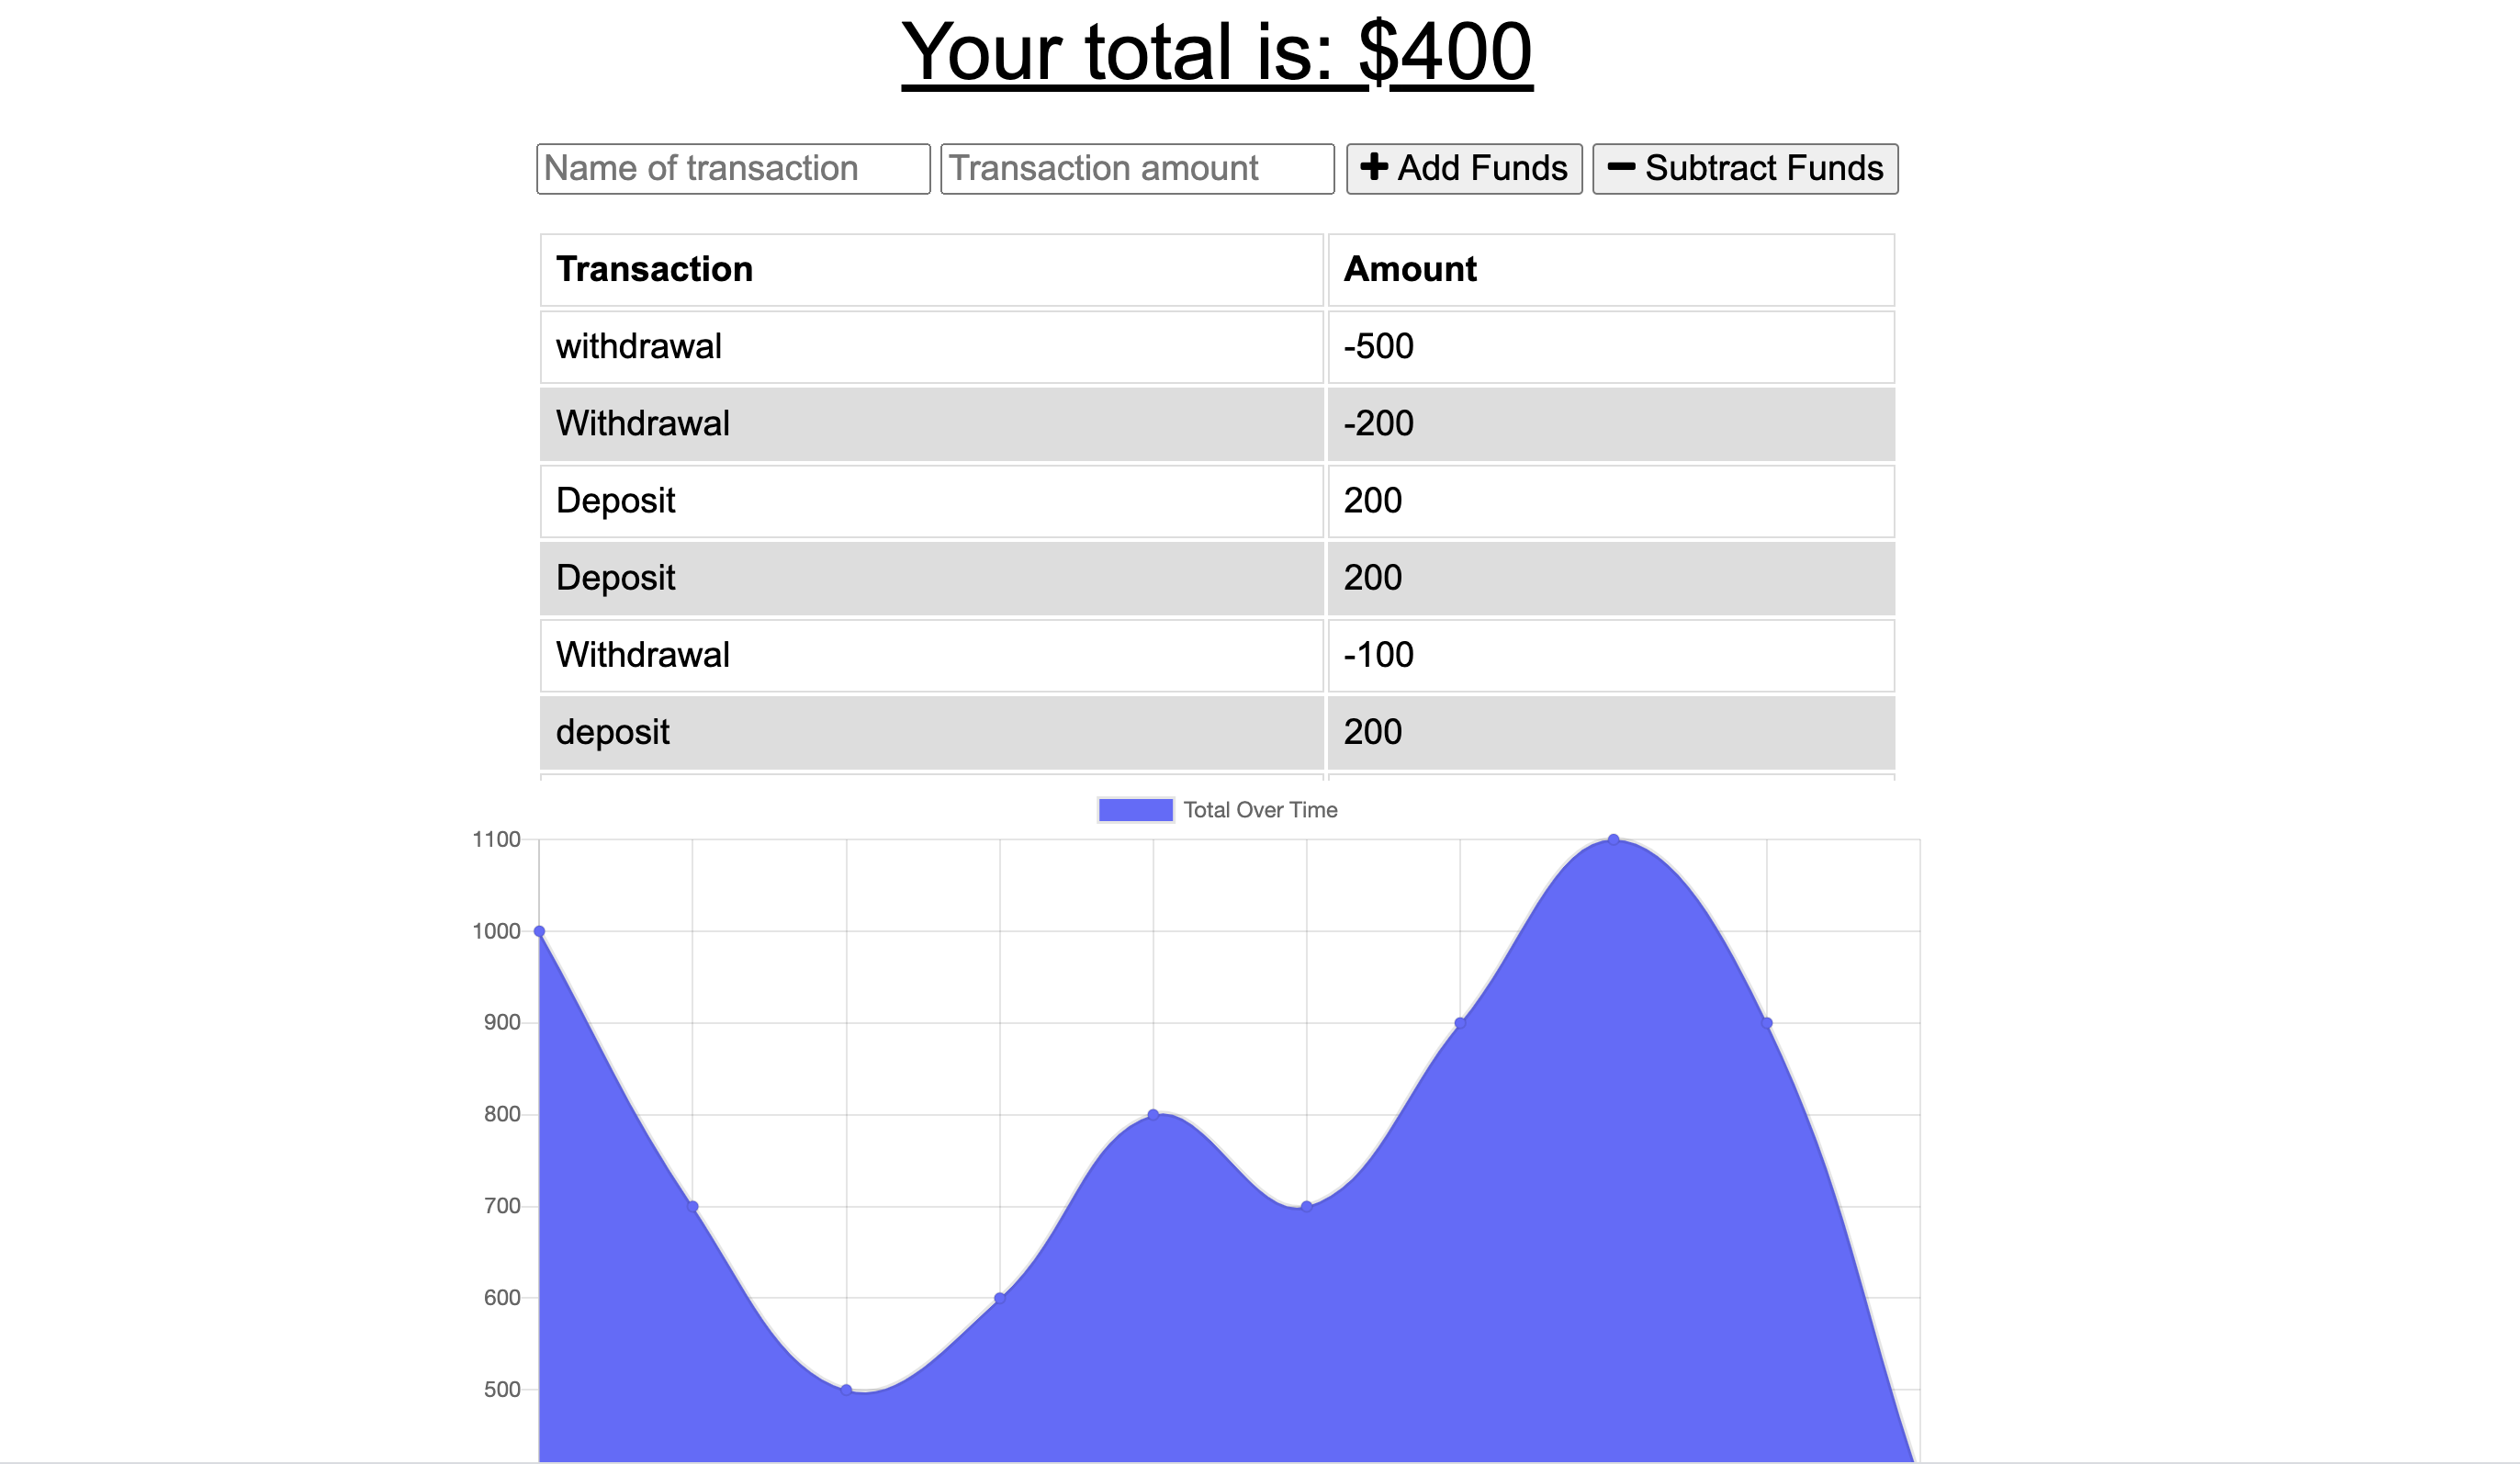 Your total is: $400
Name of transaction Transaction amount Add Funds Subtract Funds
Transaction Amount
withdrawal -500
Withdrawal -200
Deposit 200
Deposit 200
Withdrawal -100
deposit 200
Total Over Time
1100
1000
900
800
700
600
500